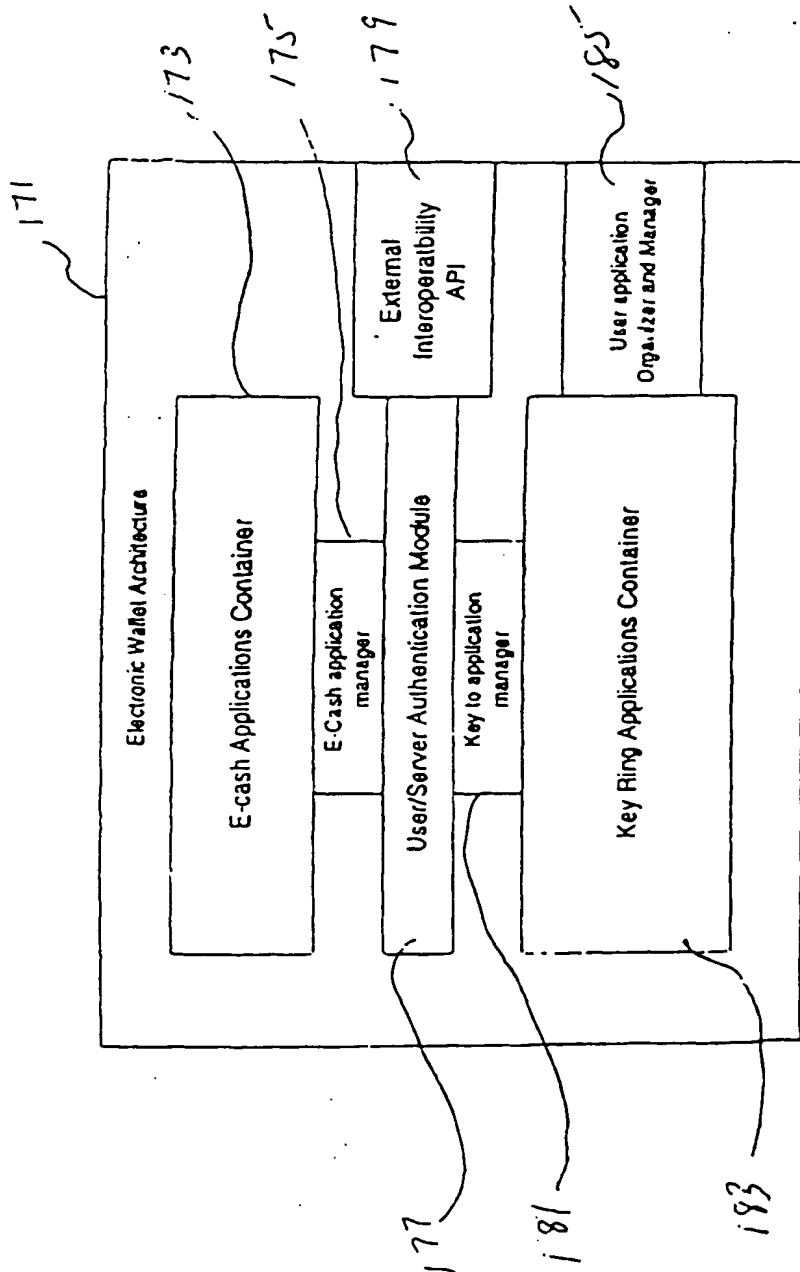 171
Electronic Wallet Architecture
173
E-cash Applications Container
175
E-Cash application
manager
179
External
Interoperatbility
API
177
User/Server Authentication Module
181
Key to application
manager
183
Key Ring Applications Container
185
User application
Organizer and Manager